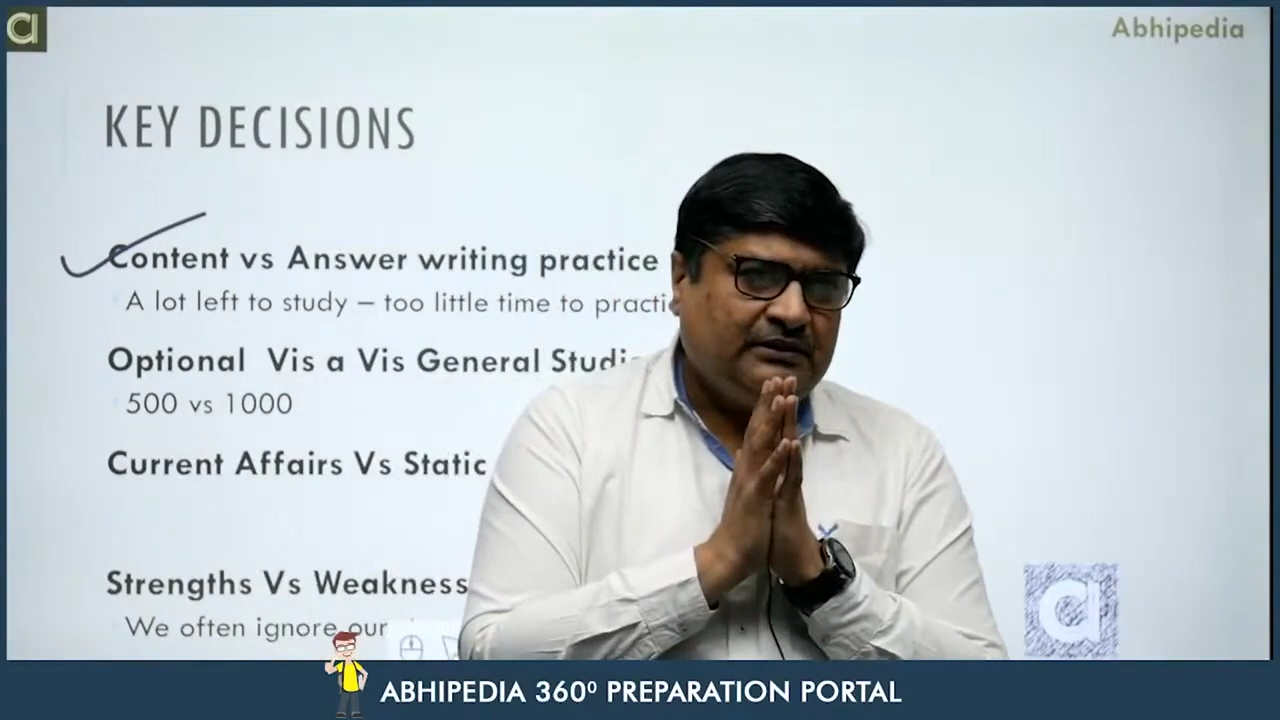 Abhipedia
KEY DECISIONS
Content vs Answer writing practice
A lot left to study – too little time to
Optional Vis a Vis General
500 vs 1000
Current Affairs Vs Static
Strengths Vs Weakness
We often ignore our
ABHIPEDIA 360⁰ PREPARATION PORTAL